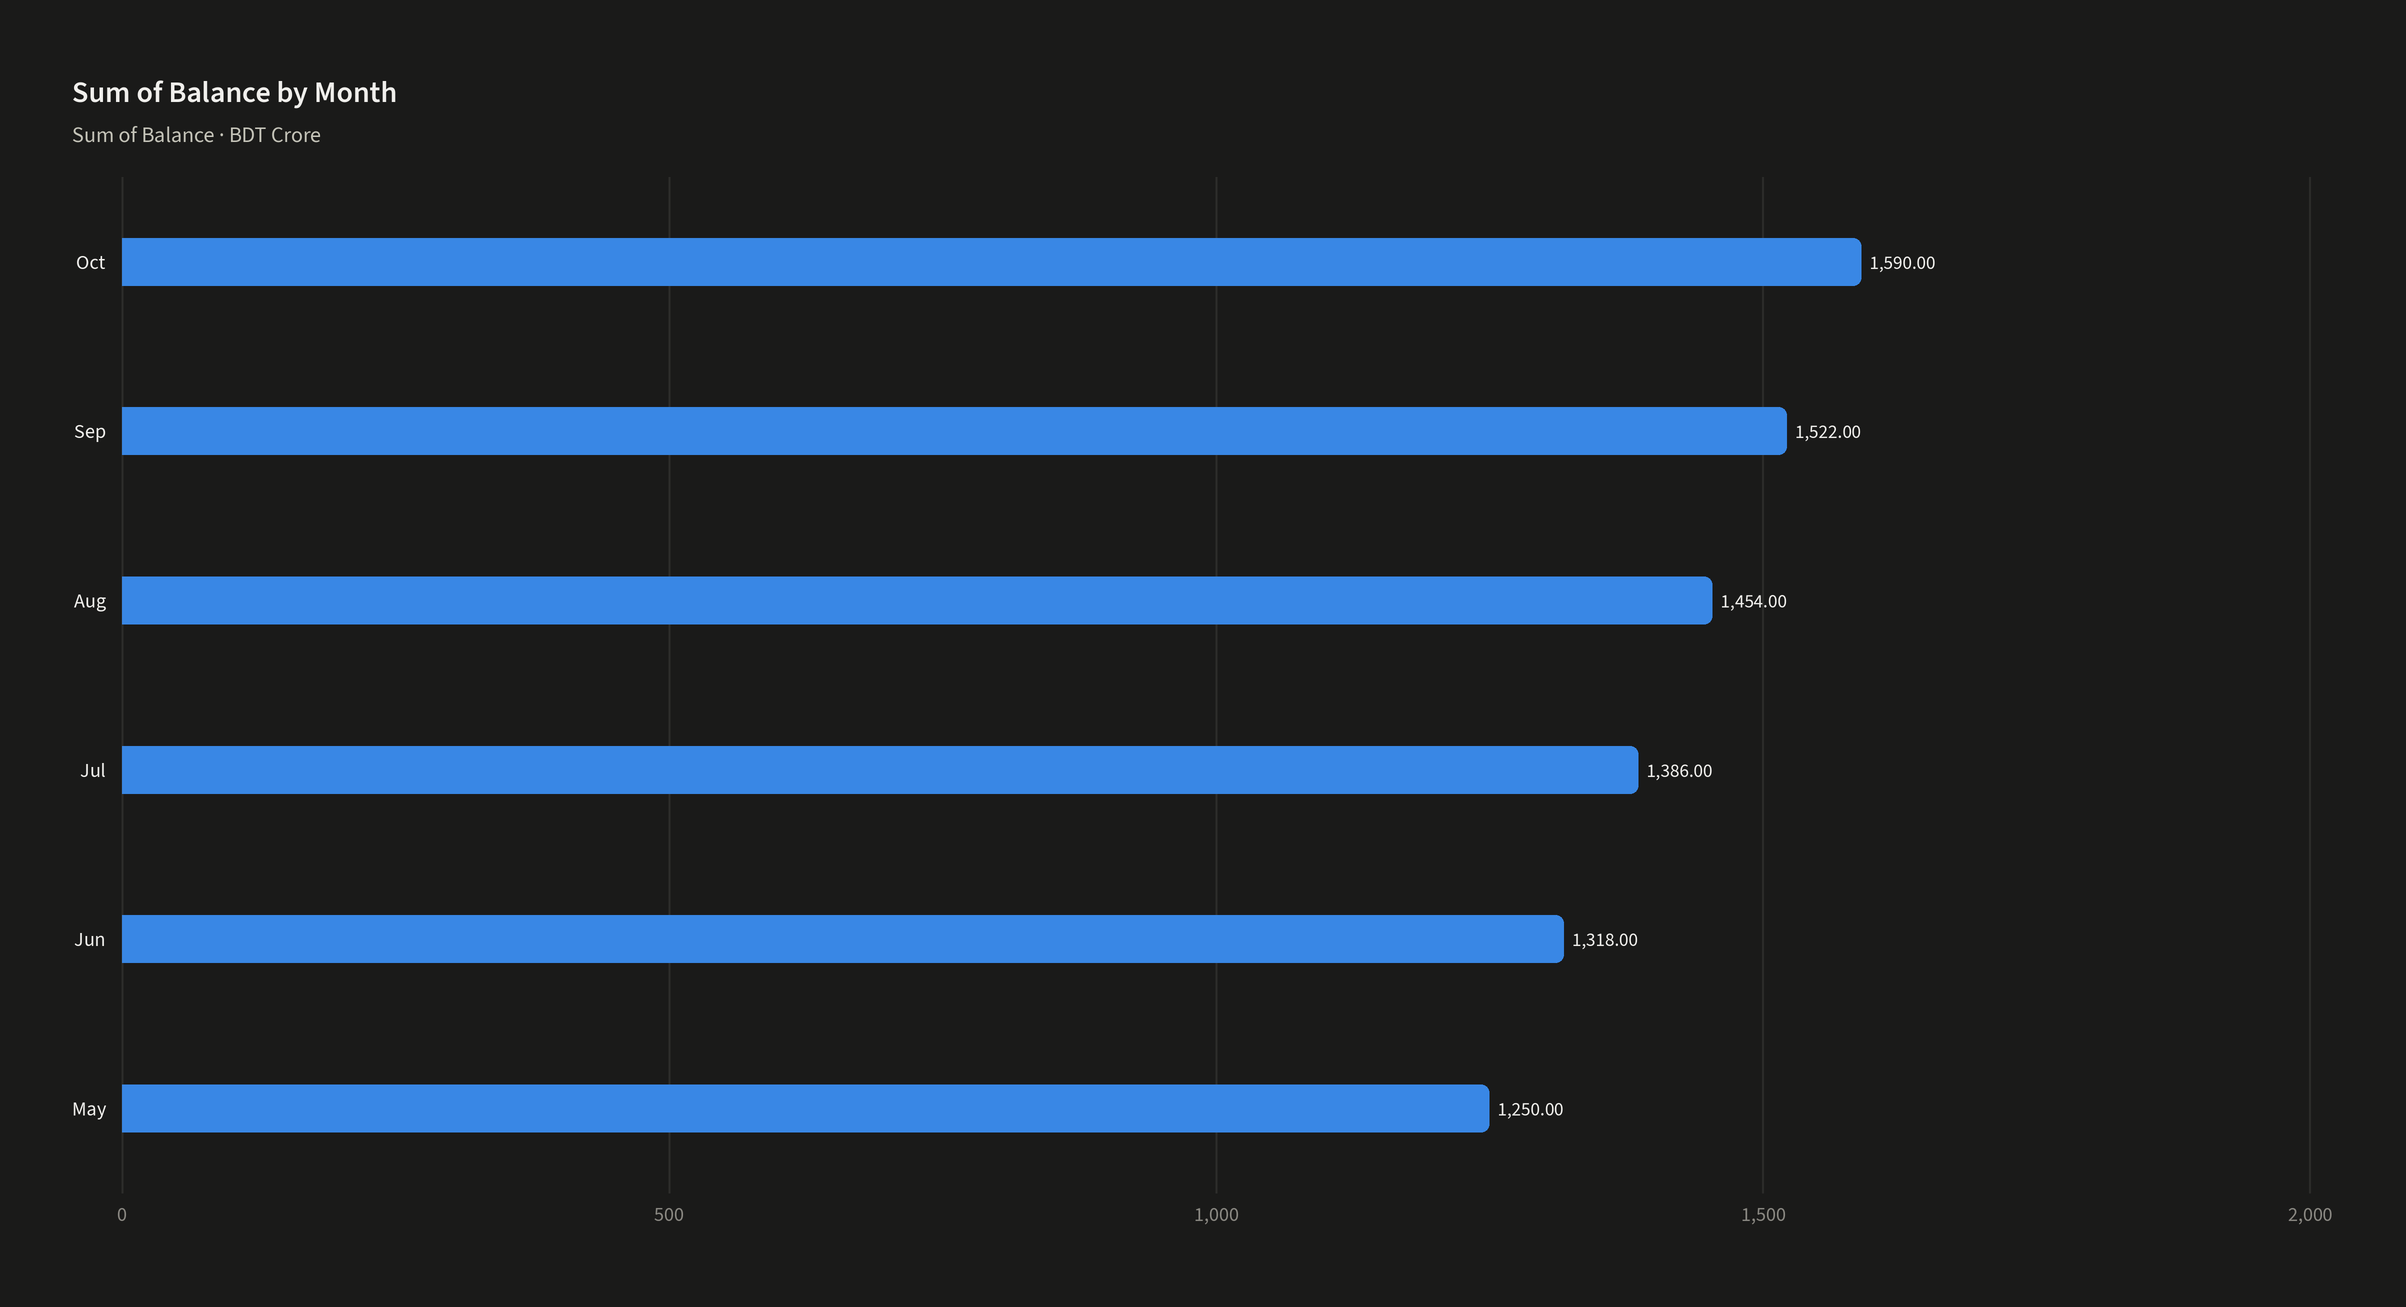 Sum of Balance by Month
Sum of Balance · BDT Crore
Oct 1,590.00
Sep 1,522.00
Aug 1,454.00
Jul 1,386.00
Jun 1,318.00
May 1,250.00
0 500 1,000 1,500 2,000